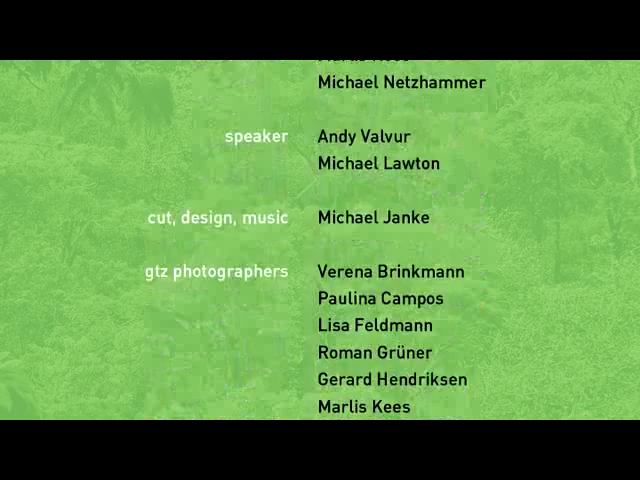 Michael Netzhammer
speaker Andy Valvur
Michael Lawton
cut, design, music Michael Janke
gtz photographers Verena Brinkmann
Paulina Campos
Lisa Feldmann
Roman Grüner
Gerard Hendriksen
Marlis Kees